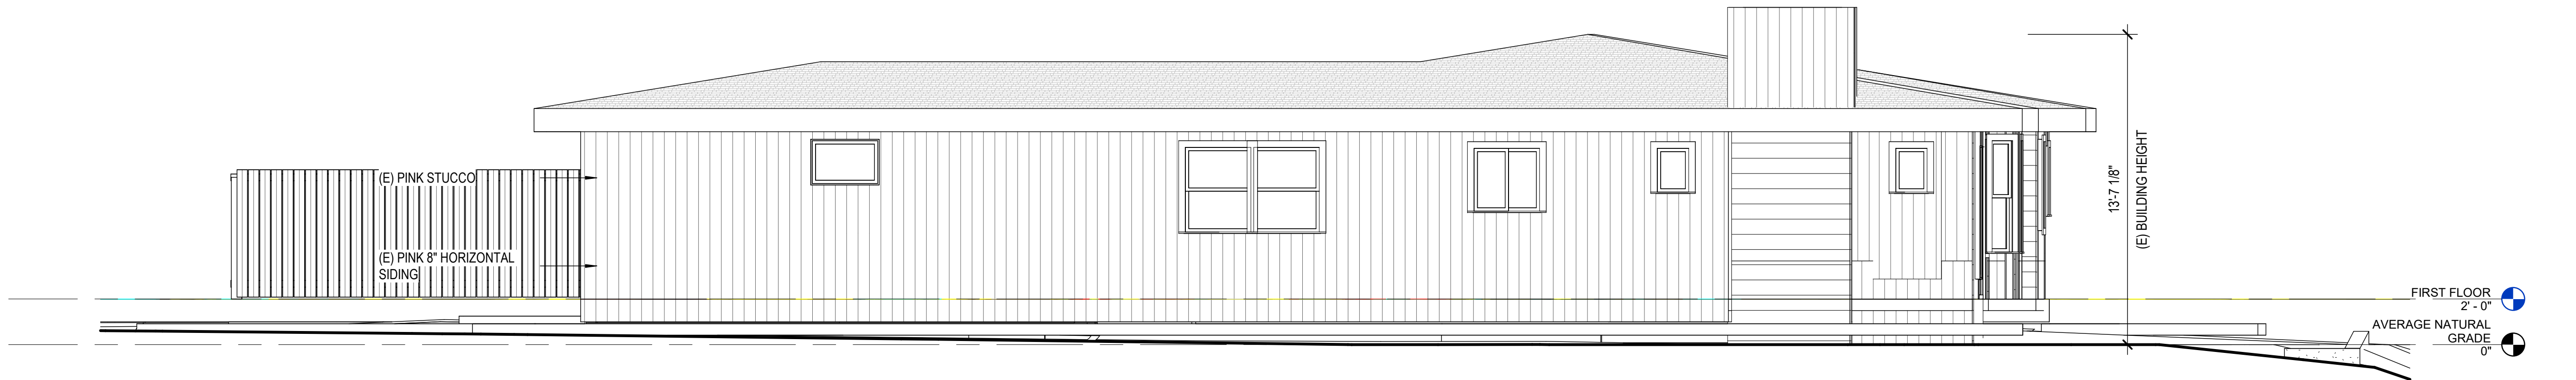 (E) PINK STUCCO
(E) PINK 8" HORIZONTAL
SIDING
13'-7 1/8"
(E) BUILDING HEIGHT
FIRST FLOOR
2' - 0"
AVERAGE NATURAL
GRADE
0"